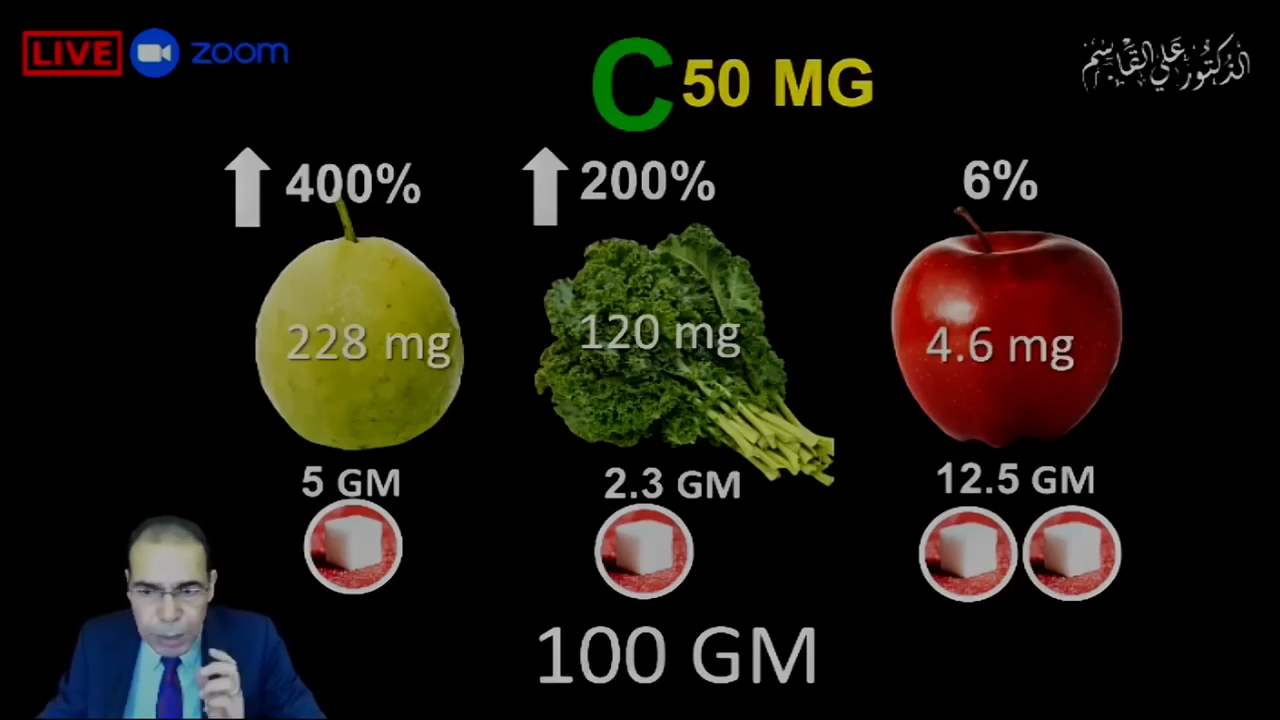 LIVE zoom
الدكتور علي القاسم
C 50 MG
400% 200% 6%
228 mg 120 mg 4.6 mg
5 GM 2.3 GM 12.5 GM
100 GM